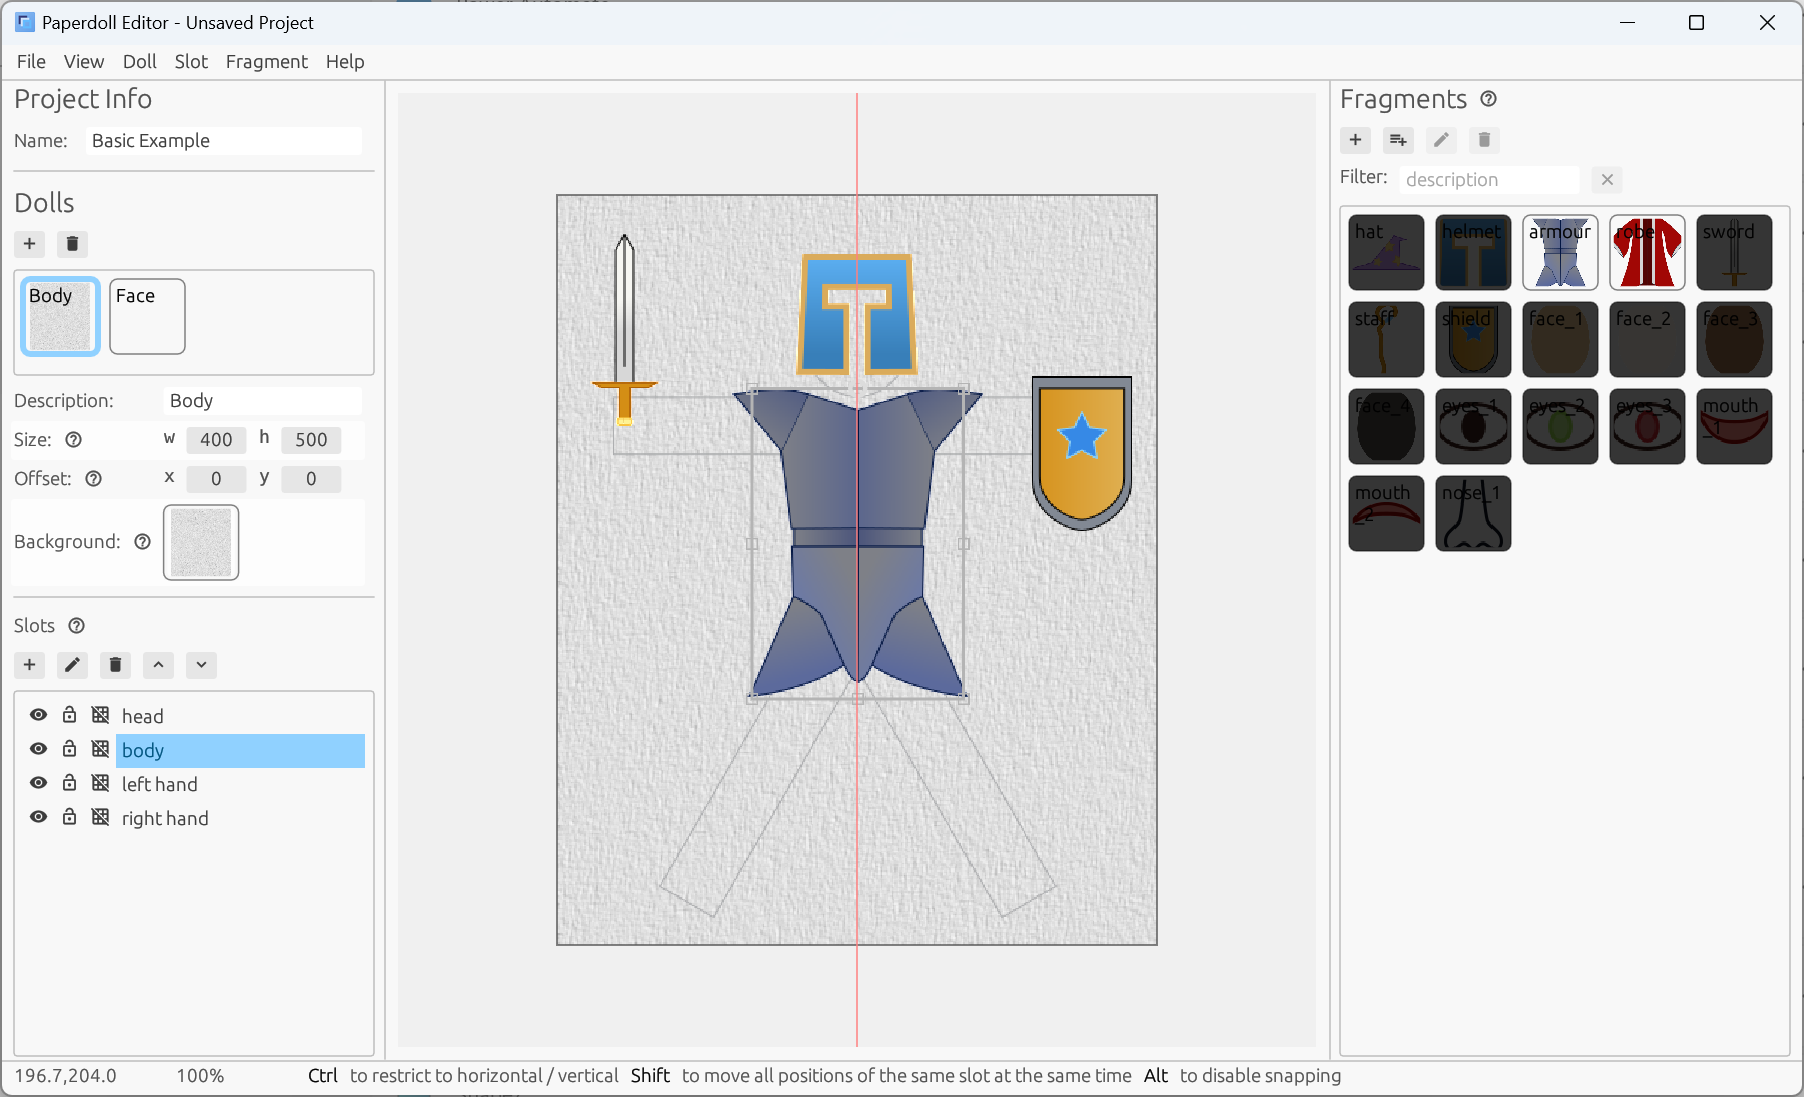 Paperdoll Editor - Unsaved Project
File View Doll Slot Fragment Help
Project Info
Name: Basic Example
Dolls
Body Face
Description: Body
Size: w 400 h 500
Offset: x 0 y 0
Background:
Slots
head
body
left hand
right hand
Fragments
Filter: description
hat helmet armour robe sword
staff shield face_1 face_2 face_3
face_4 eyes_1 eyes_2 eyes_3 mouth
_1
mouth nose_1
_2
196.7,204.0 100% Ctrl to restrict to horizontal / vertical Shift to move all positions of the same slot at the same time Alt to disable snapping